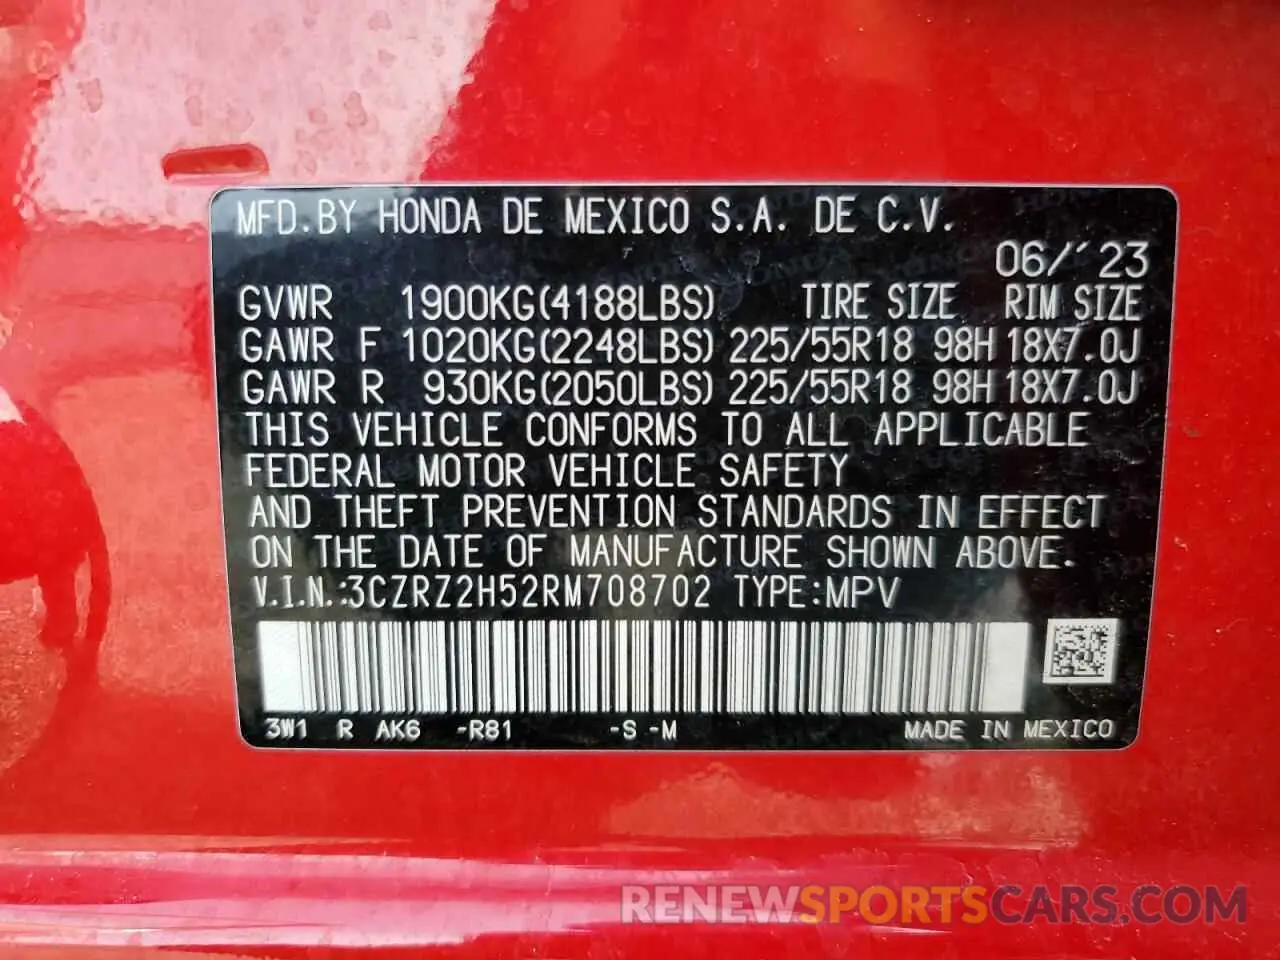 MFD.BY HONDA DE MEXICO S.A. DE C.V.
06/´23
GVWR 1900KG(4188LBS) TIRE SIZE RIM SIZE
GAWR F 1020KG(2248LBS) 225/55R18 98H 18X7.0J
GAWR R 930KG(2050LBS) 225/55R18 98H 18X7.0J
THIS VEHICLE CONFORMS TO ALL APPLICABLE
FEDERAL MOTOR VEHICLE SAFETY
AND THEFT PREVENTION STANDARDS IN EFFECT
ON THE DATE OF MANUFACTURE SHOWN ABOVE.
V.I.N.:3CZRZ2H52RM708702 TYPE:MPV
3W1 R AK6 -R81 -S -M MADE IN MEXICO
RENEWSPORTSCARS.COM